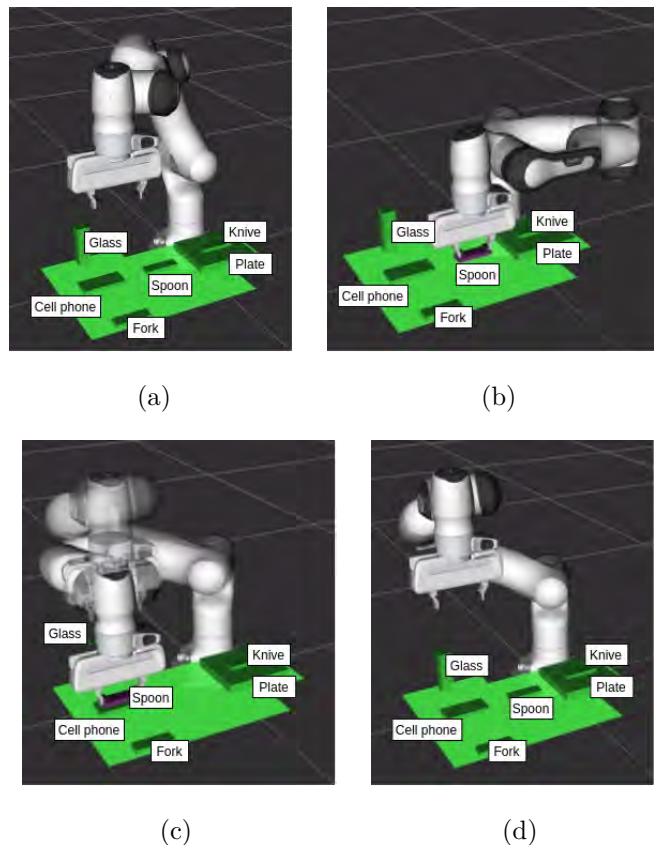 Glass
Knive
Plate
Spoon
Cell phone
Fork
(a)
Glass
Knive
Plate
Spoon
Cell phone
Fork
(b)
Glass
Knive
Spoon
Plate
Cell phone
Fork
(c)
Glass
Knive
Plate
Spoon
Cell phone
Fork
(d)